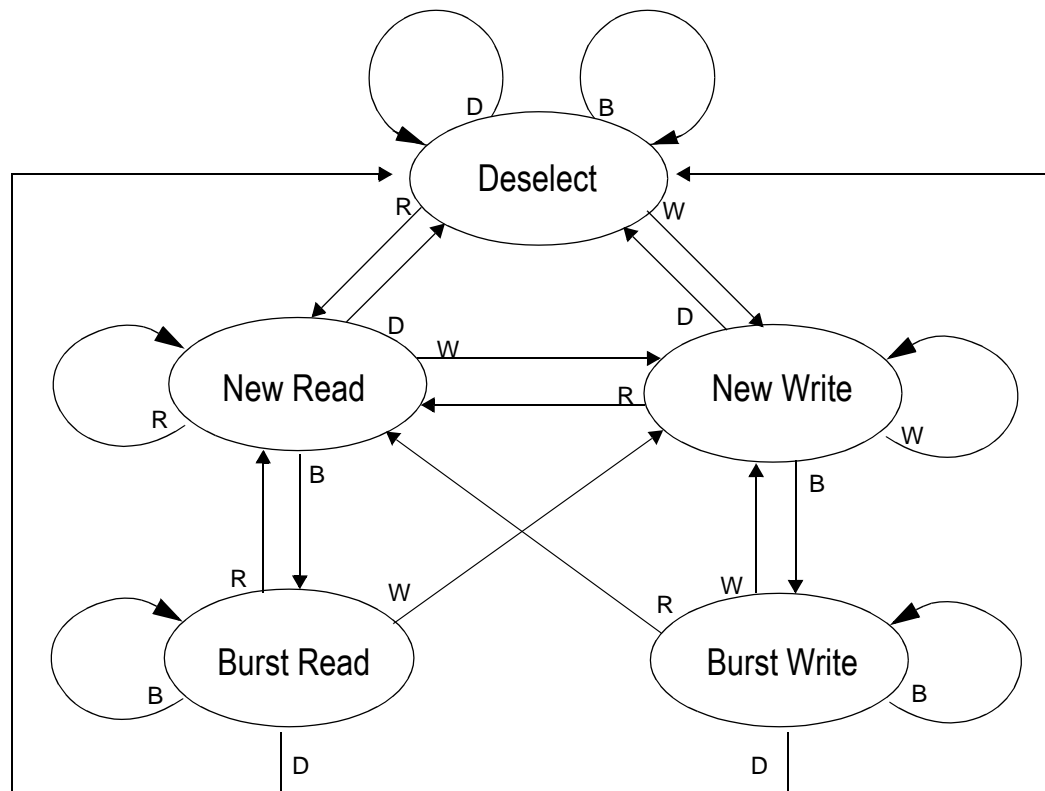 D B
Deselect
R W
D D
W
New Read New Write
R
R W
B B
R W W R
Burst Read Burst Write
B B
D D